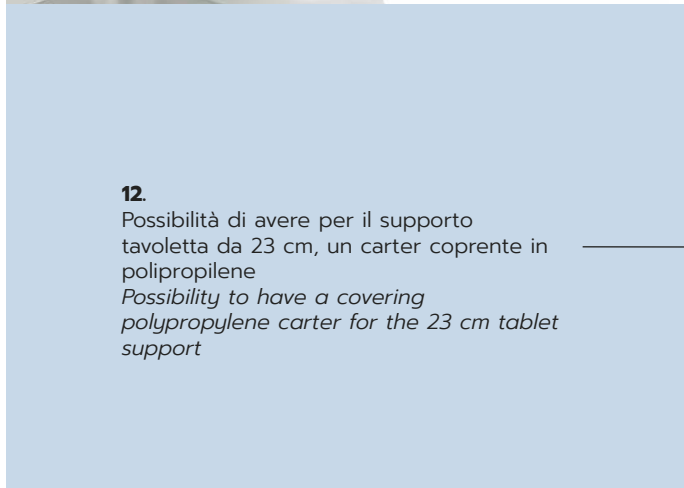 12.
Possibilità di avere per il supporto
tavoletta da 23 cm, un carter coprente in
polipropilene
Possibility to have a covering
polypropylene carter for the 23 cm tablet
support